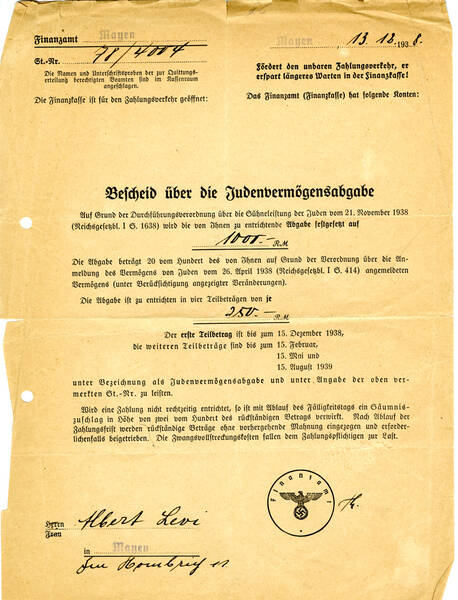 Finanzamt Mayen
Mayen, 13.12.1938.
St.-Nr. 78/4004
Die Namen und Unterschriftsproben der zur Quittungs-
erteilung berechtigten Beamten sind im Kassenraum
angeschlagen.
Die Finanzkasse ist für den Zahlungsverkehr geöffnet:
Fördert den unbaren Zahlungsverkehr, er
erspart längeres Warten in der Finanzkasse!
Das Finanzamt (Finanzkasse) hat folgende Konten:
Bescheid über die Judenvermögensabgabe
Auf Grund der Durchführungsverordnung über die Sühneleistung der Juden vom 21. November 1938
(Reichsgesetzbl. I S. 1638) wird die von Ihnen zu entrichtende Abgabe festgesetzt auf
1000.- RM
Die Abgabe beträgt 20 vom Hundert des von Ihnen auf Grund der Verordnung über die An-
meldung des Vermögens von Juden vom 26. April 1938 (Reichsgesetzbl. I S. 414) angemeldeten
Vermögens (unter Berücksichtigung angezeigter Veränderungen).
Die Abgabe ist zu entrichten in vier Teilbeträgen von je
250.- RM
Der erste Teilbetrag ist bis zum 15. Dezember 1938,
die weiteren Teilbeträge sind bis zum 15. Februar,
15. Mai und
15. August 1939
unter Bezeichnung als Judenvermögensabgabe und unter Angabe der oben ver-
merkten St.-Nr. zu leisten.
Wird eine Zahlung nicht rechtzeitig entrichtet, so ist mit Ablauf des Fälligkeitstags ein Säumnis-
zuschlag in Höhe von zwei vom Hundert des rückständigen Betrags verwirkt. Nach Ablauf der
Zahlungsfrist werden rückständige Beträge ohne vorhergehende Mahnung eingezogen und erforder-
lichenfalls beigetrieben. Die Zwangsvollstreckungskosten fallen dem Zahlungspflichtigen zur Last.
Finanzamt
Herrn
Frau
Albert Levi
in Mayen